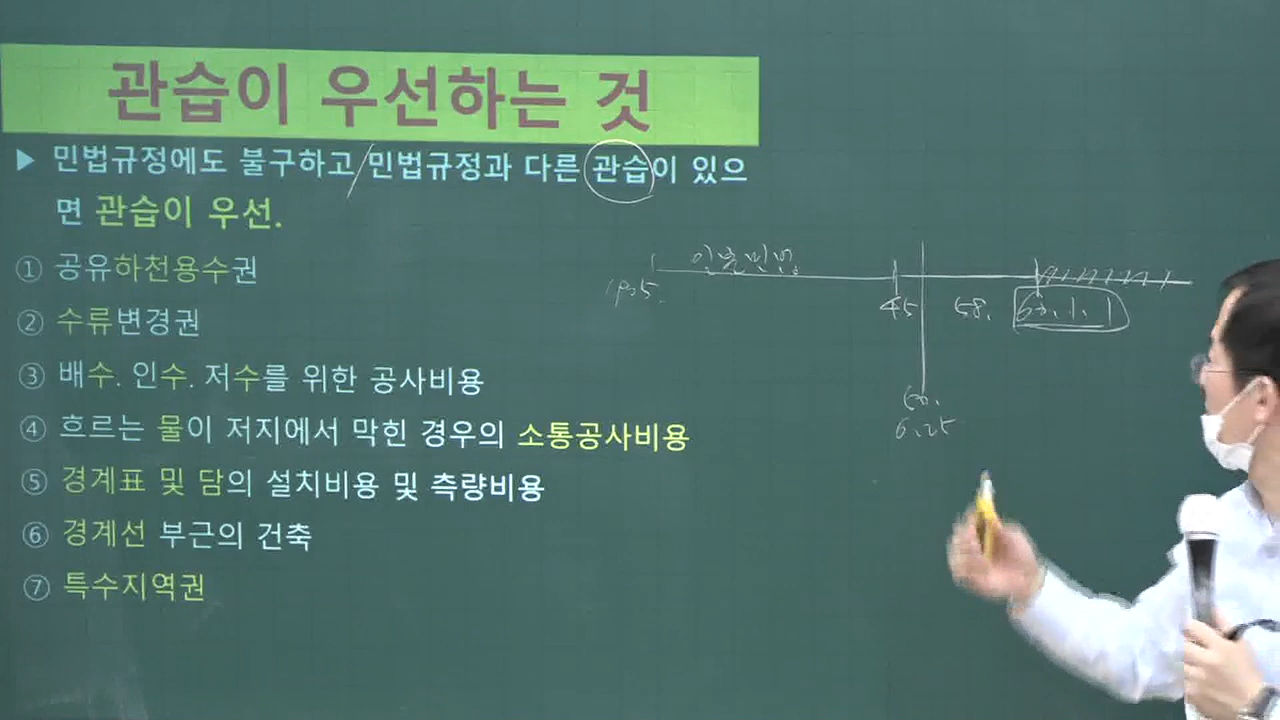 관습이 우선하는 것
▶ 민법규정에도 불구하고 민법규정과 다른 관습이 있으
면 관습이 우선.
① 공유하천용수권
② 수류변경권
③ 배수. 인수. 저수를 위한 공사비용
④ 흐르는 물이 저지에서 막힌 경우의 소통공사비용
⑤ 경계표 및 담의 설치비용 및 측량비용
⑥ 경계선 부근의 건축
⑦ 특수지역권
45 58. 60.1.1
50.
6.25